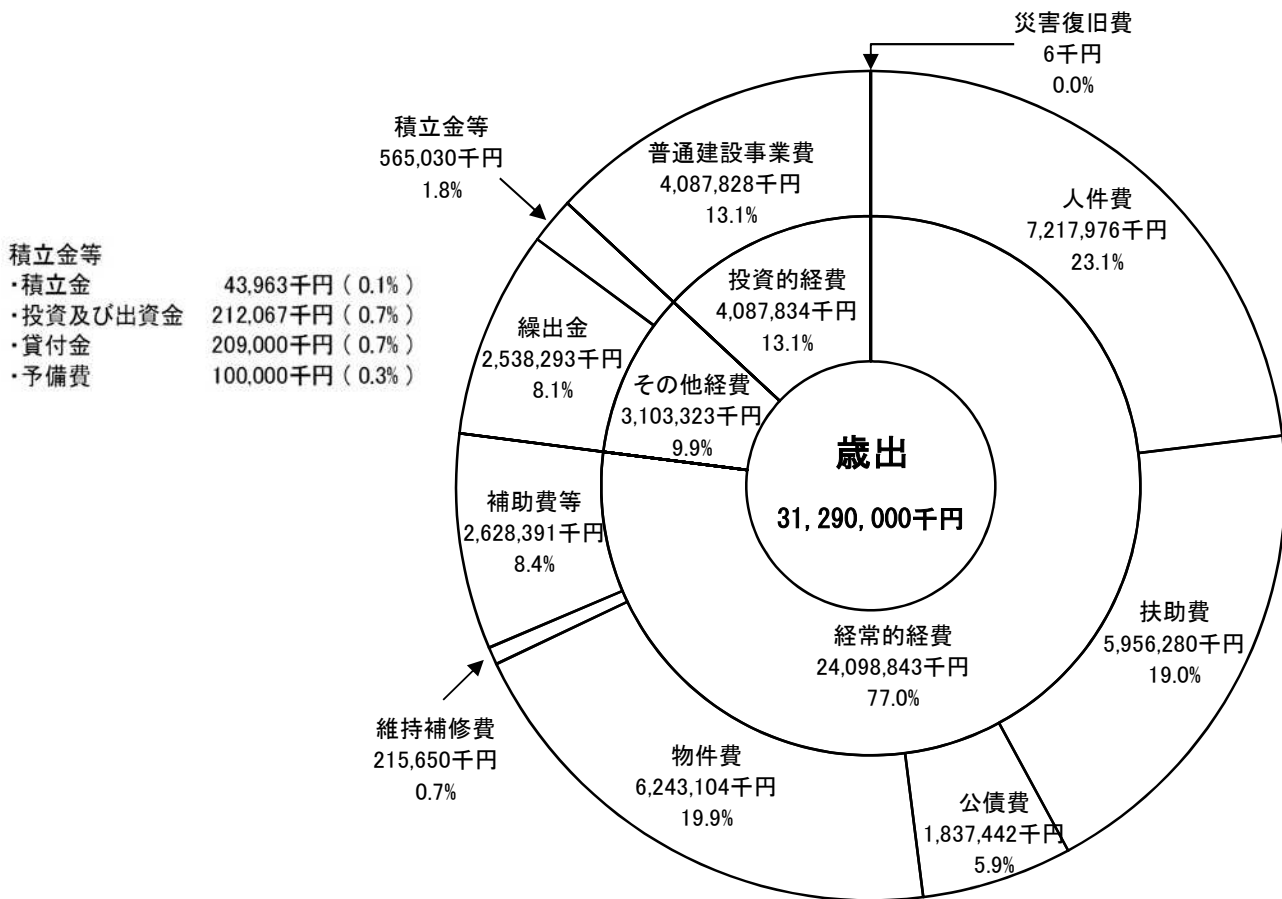 災害復旧費
6千円
0.0%
積立金等
565,030千円
1.8%
普通建設事業費
4,087,828千円
13.1%
人件費
7,217,976千円
23.1%
積立金等
・積立金 43,963千円 ( 0.1% )
・投資及び出資金 212,067千円 ( 0.7% )
・貸付金 209,000千円 ( 0.7% )
・予備費 100,000千円 ( 0.3% )
投資的経費
4,087,834千円
13.1%
繰出金
2,538,293千円
8.1%
その他経費
3,103,323千円
9.9%
歳出
31,290,000千円
補助費等
2,628,391千円
8.4%
扶助費
5,956,280千円
19.0%
経常的経費
24,098,843千円
77.0%
維持補修費
215,650千円
0.7%
物件費
6,243,104千円
19.9%
公債費
1,837,442千円
5.9%